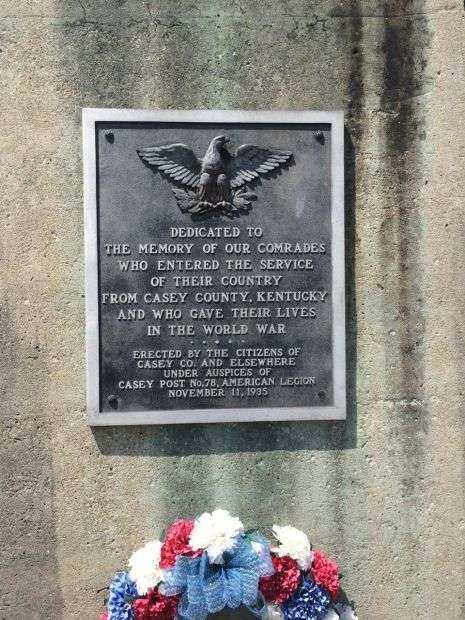 DEDICATED TO
THE MEMORY OF OUR COMRADES
WHO ENTERED THE SERVICE
OF THEIR COUNTRY
FROM CASEY COUNTY, KENTUCKY
AND WHO GAVE THEIR LIVES
IN THE WORLD WAR
ERECTED BY THE CITIZENS OF
CASEY CO. AND ELSEWHERE
UNDER AUSPICES OF
CASEY POST No. 78, AMERICAN LEGION
NOVEMBER 11, 1935